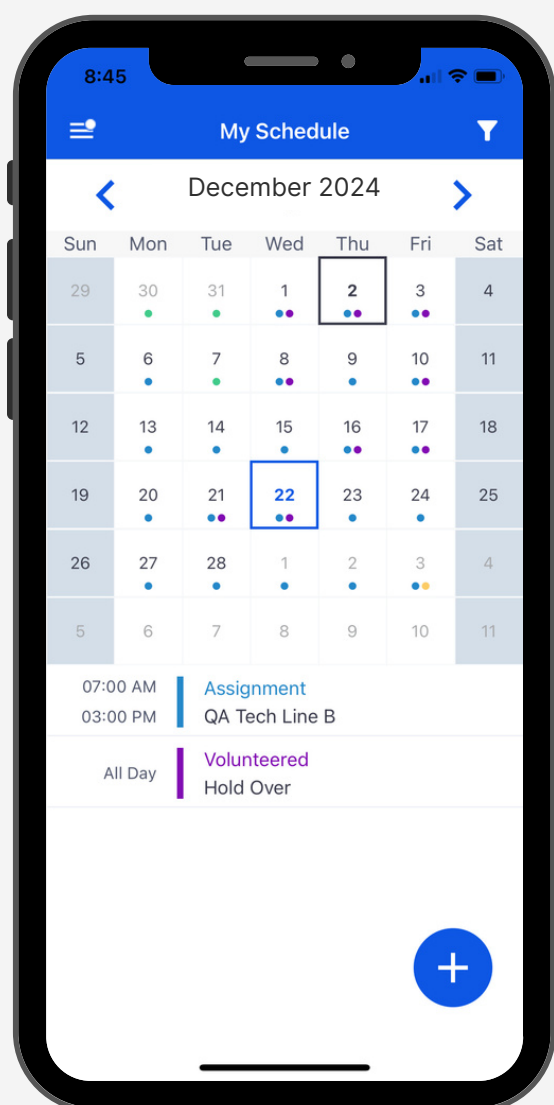 8:45
My Schedule
December 2024
Sun Mon Tue Wed Thu Fri Sat
29 30 31 1 2 3 4
5 6 7 8 9 10 11
12 13 14 15 16 17 18
19 20 21 22 23 24 25
26 27 28 1 2 3 4
5 6 7 8 9 10 11
07:00 AM Assignment
03:00 PM QA Tech Line B
All Day Volunteered
Hold Over